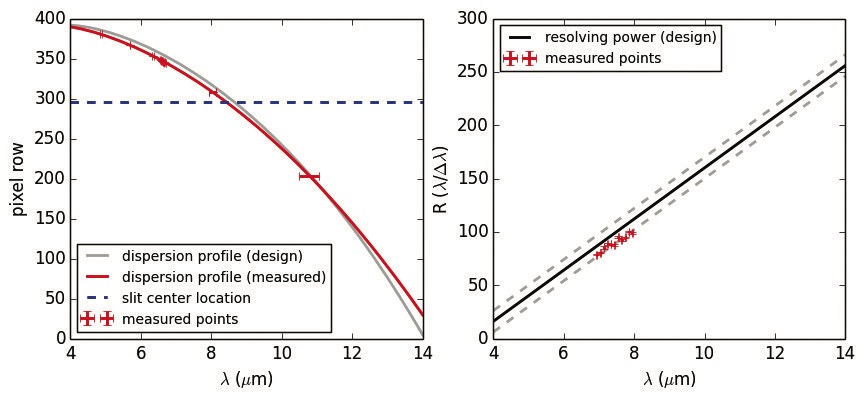 400
350
300
250
200
150
100
50
0
pixel row
dispersion profile (design)
dispersion profile (measured)
slit center location
measured points
4 6 8 10 12 14
λ (μm)
300
250
200
150
100
50
0
R (λ/Δλ)
resolving power (design)
measured points
4 6 8 10 12 14
λ (μm)